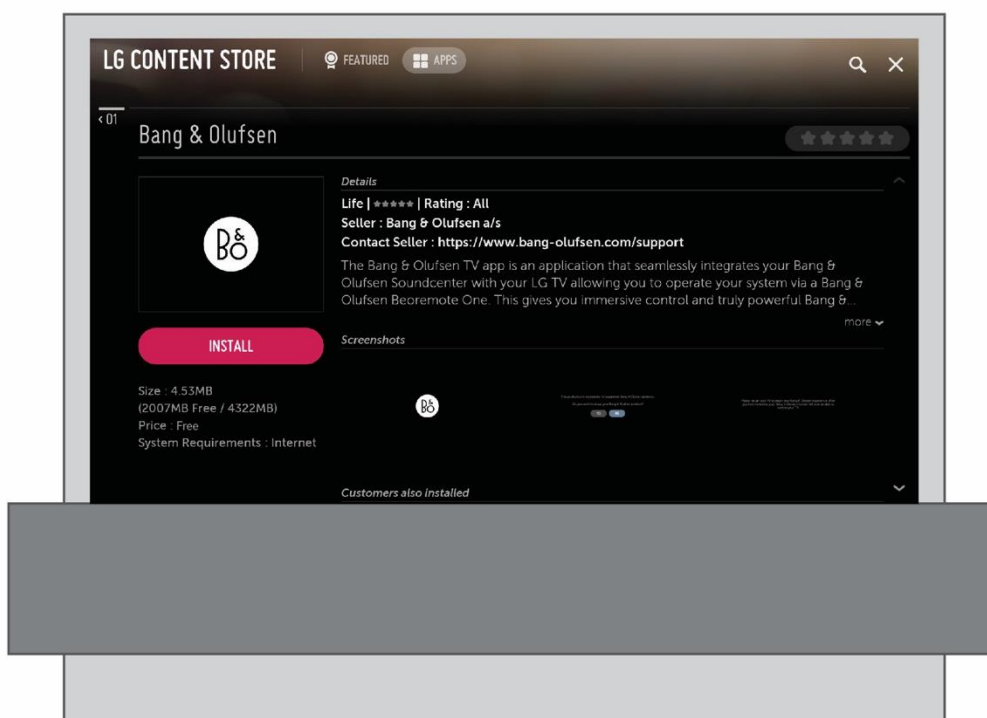 LG CONTENT STORE
FEATURED
APPS
‹ 01
Bang & Olufsen
Details
Life | ★★★★★ | Rating : All
Seller : Bang & Olufsen a/s
Contact Seller : https://www.bang-olufsen.com/support
The Bang & Olufsen TV app is an application that seamlessly integrates your Bang &
Olufsen Soundcenter with your LG TV allowing you to operate your system via a Bang &
Olufsen Beoremote One. This gives you immersive control and truly powerful Bang &...
more
B&O
INSTALL
Size : 4.53MB
(2007MB Free / 4322MB)
Price : Free
System Requirements : Internet
Screenshots
B&O
Customers also installed